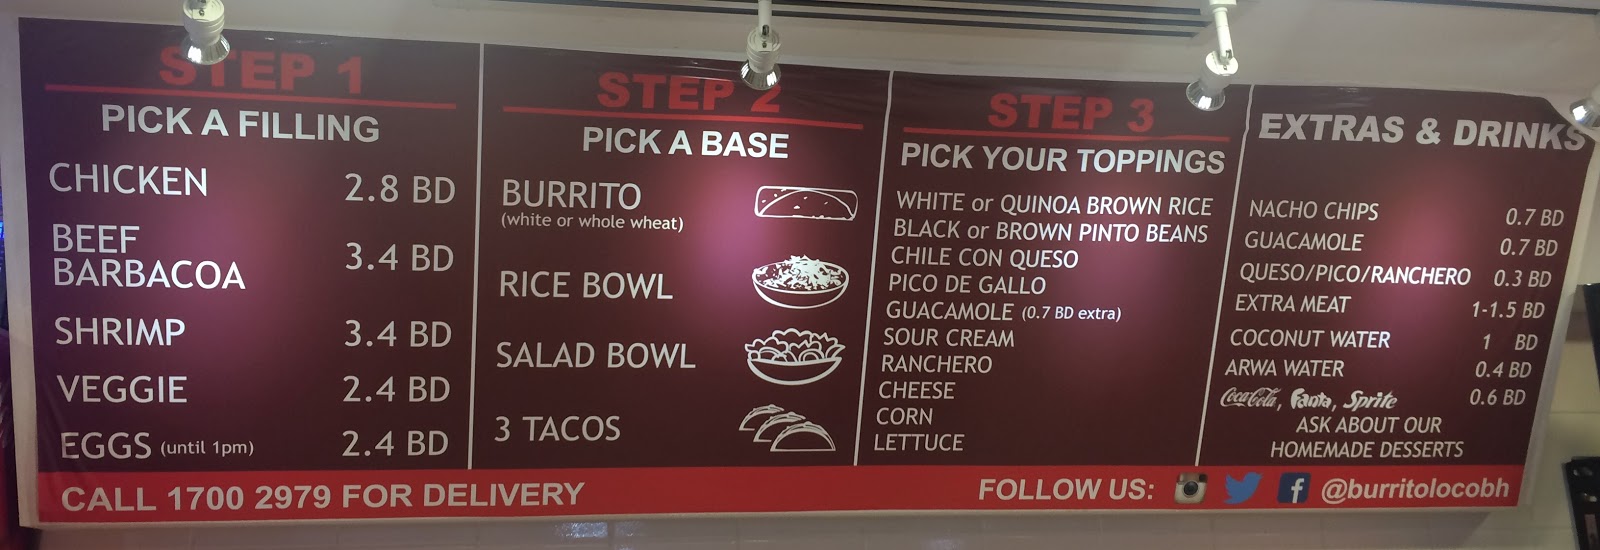 STEP 1
PICK A FILLING
CHICKEN 2.8 BD
BEEF
BARBACOA 3.4 BD
SHRIMP 3.4 BD
VEGGIE 2.4 BD
EGGS (until 1pm) 2.4 BD
STEP 2
PICK A BASE
BURRITO
(white or whole wheat)
RICE BOWL
SALAD BOWL
3 TACOS
STEP 3
PICK YOUR TOPPINGS
WHITE or QUINOA BROWN RICE
BLACK or BROWN PINTO BEANS
CHILE CON QUESO
PICO DE GALLO
GUACAMOLE (0.7 BD extra)
SOUR CREAM
RANCHERO
CHEESE
CORN
LETTUCE
EXTRAS & DRINKS
NACHO CHIPS 0.7 BD
GUACAMOLE 0.7 BD
QUESO/PICO/RANCHERO 0.3 BD
EXTRA MEAT 1-1.5 BD
COCONUT WATER 1 BD
ARWA WATER 0.4 BD
Coca-Cola, Fanta, Sprite 0.6 BD
ASK ABOUT OUR
HOMEMADE DESSERTS
CALL 1700 2979 FOR DELIVERY
FOLLOW US: @burritolocobh